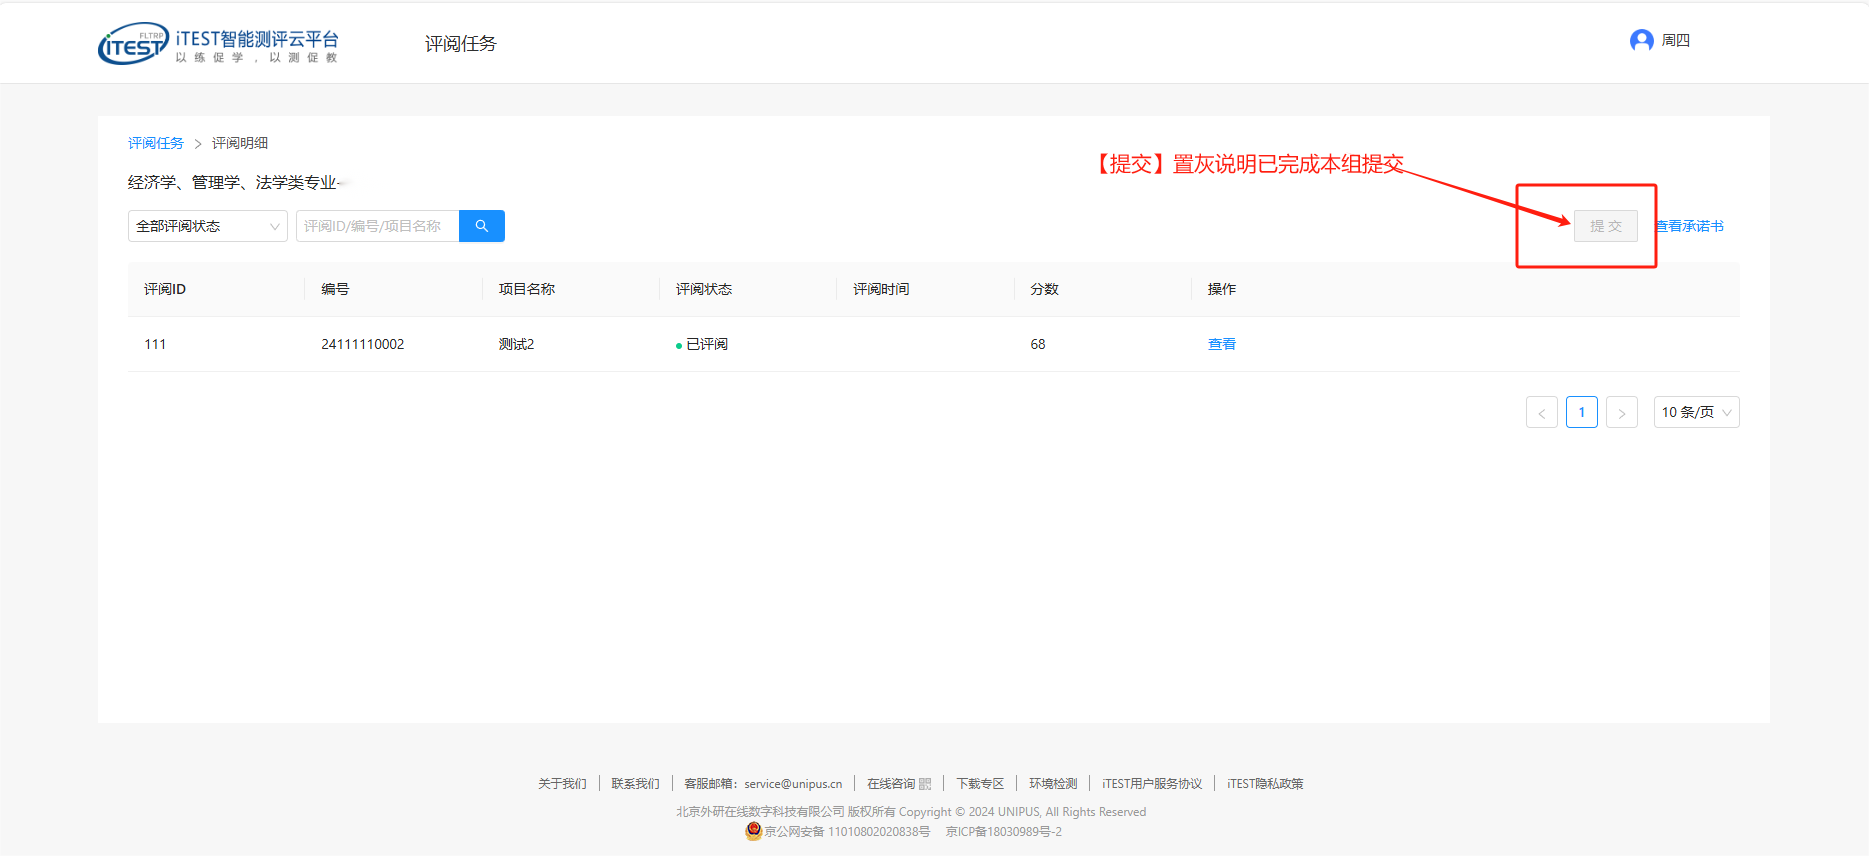 FLTRP
iTEST iTEST智能测评云平台
以练促学，以测促教
评阅任务
周四
评阅任务 > 评阅明细
【提交】置灰说明已完成本组提交
经济学、管理学、法学类专业-
全部评阅状态 评阅ID/编号/项目名称 提交 查看承诺书
评阅ID 编号 项目名称 评阅状态 评阅时间 分数 操作
111 24111110002 测试2 已评阅 68 查看
< 1 > 10 条/页
关于我们 联系我们 客服邮箱：service@unipus.cn 在线咨询 下载专区 环境检测 iTEST用户服务协议 iTEST隐私政策
北京外研在线数字科技有限公司 版权所有 Copyright © 2024 UNIPUS, All Rights Reserved
京公网安备 11010802020838号 京ICP备18030989号-2